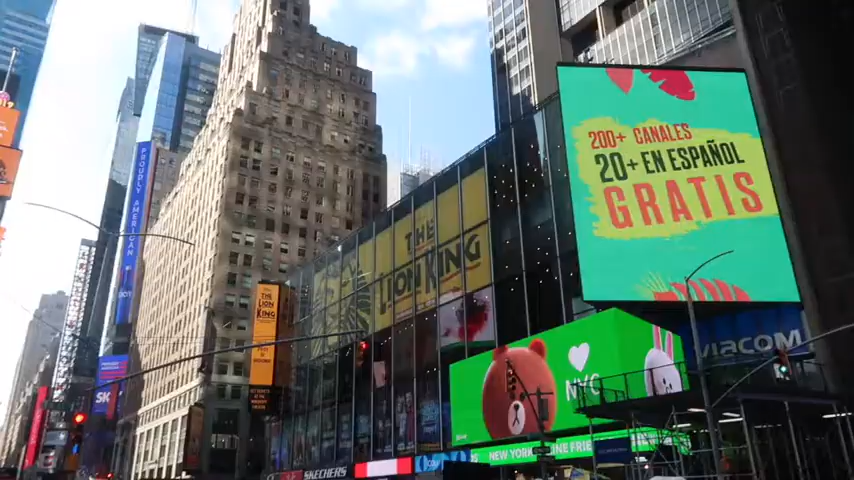 200+ CANALES
20+ EN ESPAÑOL
GRATIS
THE
LION KING
PROUDLY AMERICAN
THE
LION KING
VIACOM
NYC
SK
NEW YORK
SKECHERS